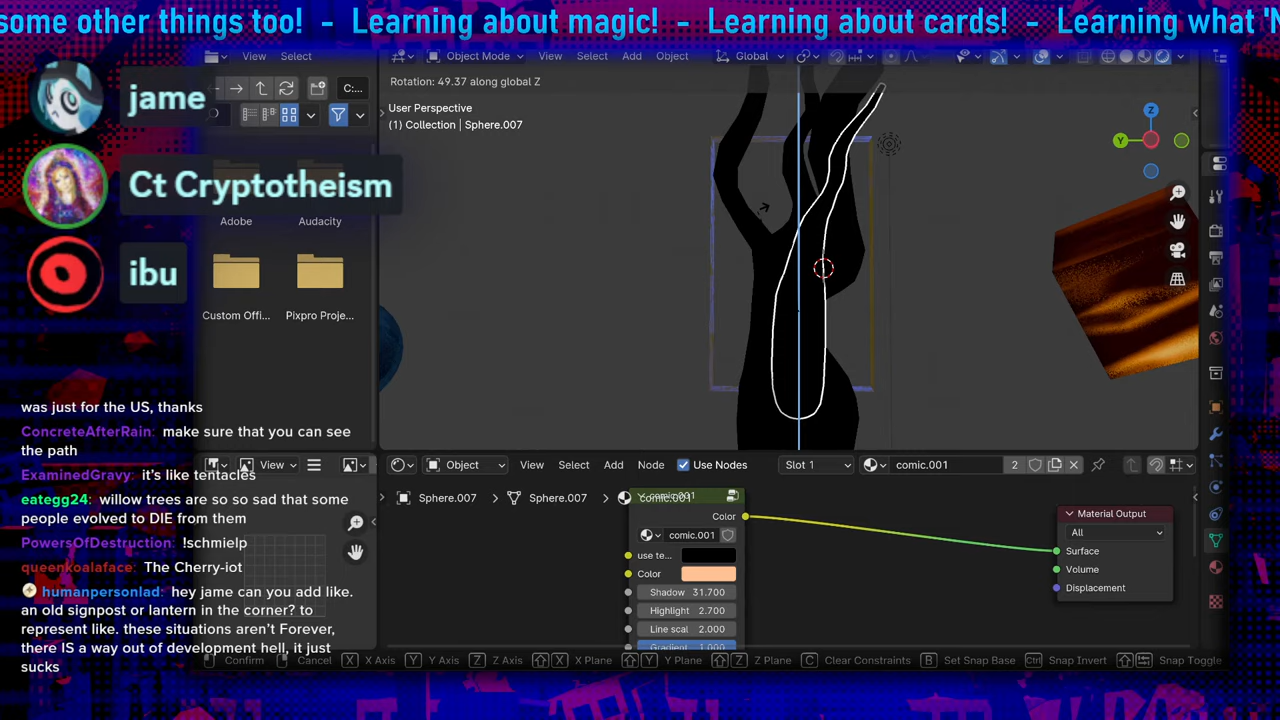 some other things too!  -  Learning about magic!  -  Learning about cards!  -  Learning what 'N
jame
Ct Cryptotheism
ibu
was just for the US, thanks
ConcreteAfterRain: make sure that you can see
the path
ExaminedGravy: it's like tentacles
eategg24: willow trees are so so sad that some
people evolved to DIE from them
PowersOfDestruction: !schmielp
queenkoalaface: The Cherry-iot
humanpersonlad: hey jame can you add like.
an old signpost or lantern in the corner? to
represent like. these situations aren't Forever,
there IS a way out of development hell, it just
sucks
View Select
C:...
Adobe Audacity
Custom Offi... Pixpro Proje...
Object Mode View Select Add Object Global
Rotation: 49.37 along global Z
User Perspective
(1) Collection | Sphere.007
Z
Y
View
Object View Select Add Node Use Nodes Slot 1 comic.001 2
Sphere.007 > Sphere.007 > comic.001
comic.001
Color
comic.001
use te...
Color
Shadow 31.700
Highlight 2.700
Line scal 2.000
Gradient 1.000
Material Output
All
Surface
Volume
Displacement
Confirm Cancel X X Axis Y Y Axis Z Z Axis X X Plane Y Y Plane Z Z Plane C Clear Constraints B Set Snap Base Ctrl Snap Invert Snap Toggle